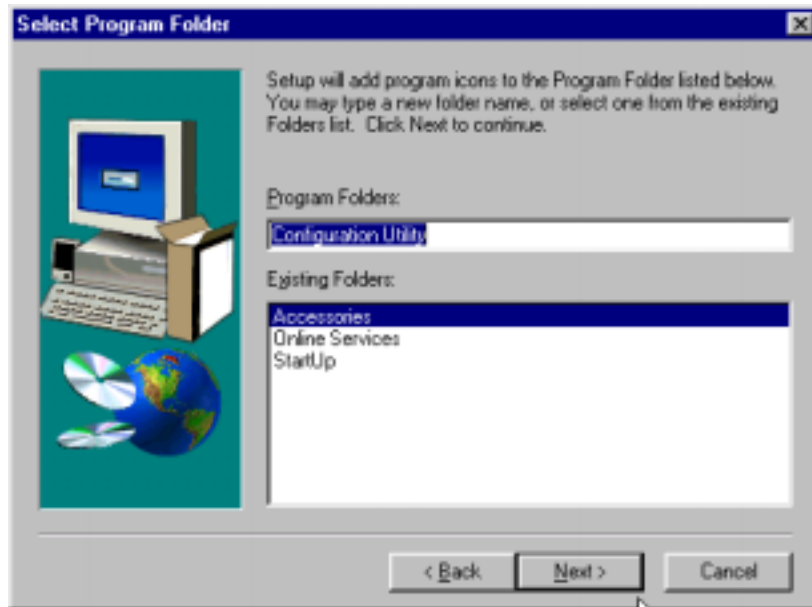 Select Program Folder
Setup will add program icons to the Program Folder listed below.
You may type a new folder name, or select one from the existing
Folders list. Click Next to continue.
Program Folders:
Configuration Utility
Existing Folders:
Accessories
Online Services
StartUp
< Back
Next >
Cancel